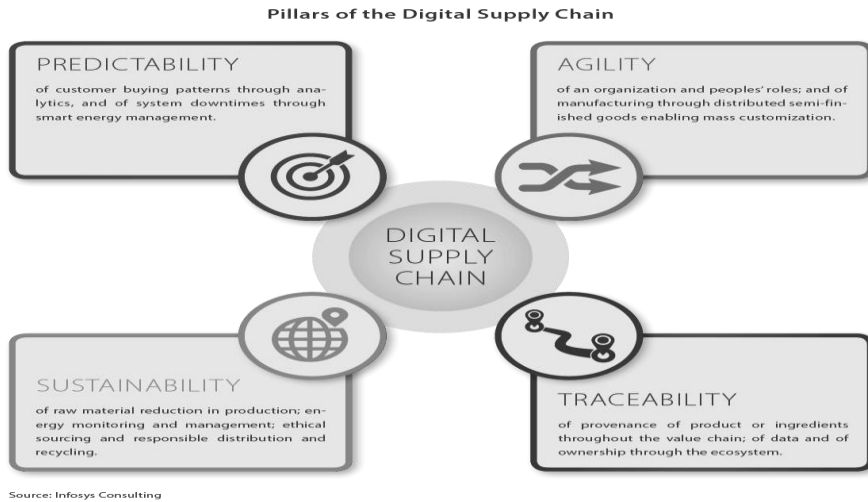 Pillars of the Digital Supply Chain
PREDICTABILITY
of customer buying patterns through ana-
lytics, and of system downtimes through
smart energy management.
AGILITY
of an organization and peoples' roles; and of
manufacturing through distributed semi-fin-
ished goods enabling mass customization.
DIGITAL
SUPPLY
CHAIN
SUSTAINABILITY
of raw material reduction in production; en-
ergy monitoring and management; ethical
sourcing and responsible distribution and
recycling.
TRACEABILITY
of provenance of product or ingredients
throughout the value chain; of data and of
ownership through the ecosystem.
Source: Infosys Consulting